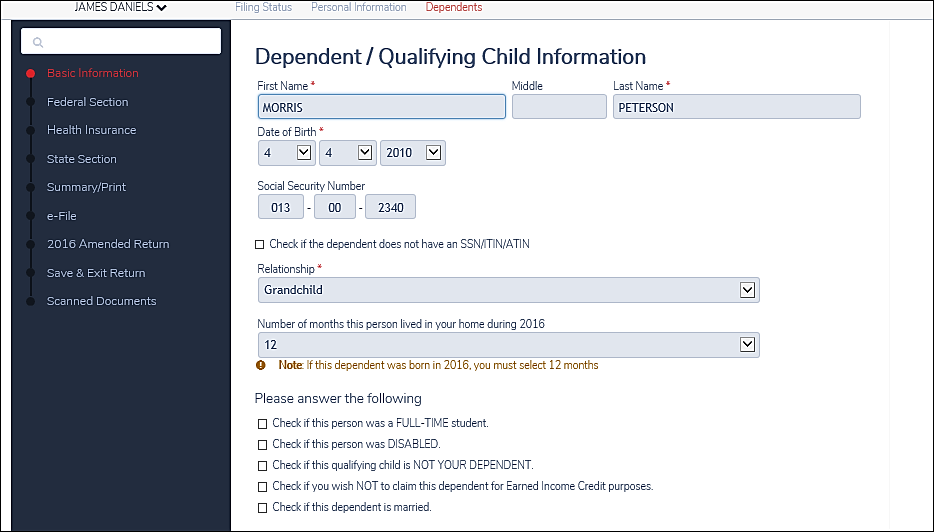 JAMES DANIELS
Filing Status Personal Information Dependents
Basic Information
Federal Section
Health Insurance
State Section
Summary/Print
e-File
2016 Amended Return
Save & Exit Return
Scanned Documents
Dependent / Qualifying Child Information
First Name * Middle Last Name *
MORRIS PETERSON
Date of Birth *
4 4 2010
Social Security Number
013 - 00 - 2340
Check if the dependent does not have an SSN/ITIN/ATIN
Relationship *
Grandchild
Number of months this person lived in your home during 2016
12
Note: If this dependent was born in 2016, you must select 12 months
Please answer the following
Check if this person was a FULL-TIME student.
Check if this person was DISABLED.
Check if this qualifying child is NOT YOUR DEPENDENT.
Check if you wish NOT to claim this dependent for Earned Income Credit purposes.
Check if this dependent is married.